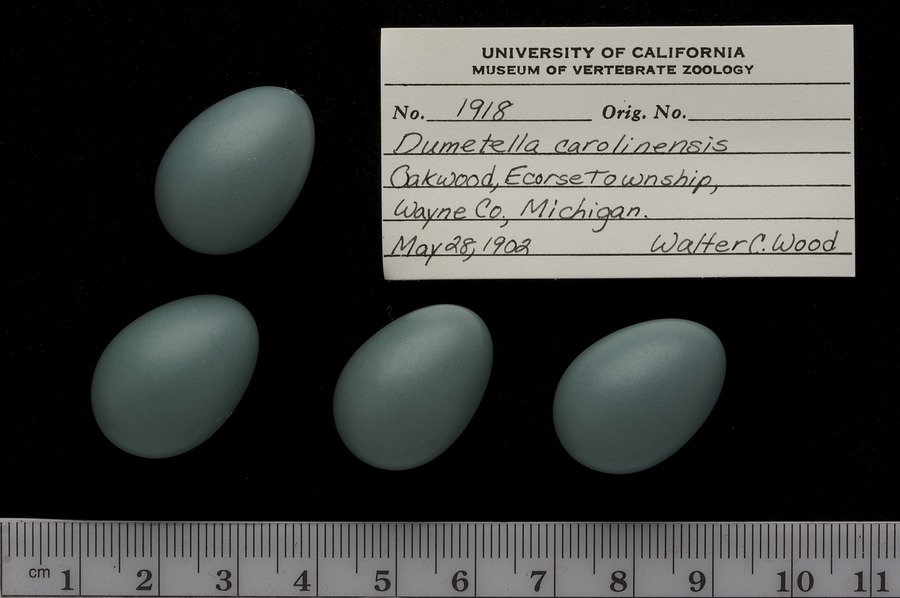 UNIVERSITY OF CALIFORNIA
MUSEUM OF VERTEBRATE ZOOLOGY
No. 1918 Orig. No.
Dumetella carolinensis
Oakwood, Ecorse Township,
Wayne Co., Michigan.
May 28, 1902 Walter C. Wood
cm 1 2 3 4 5 6 7 8 9 10 11